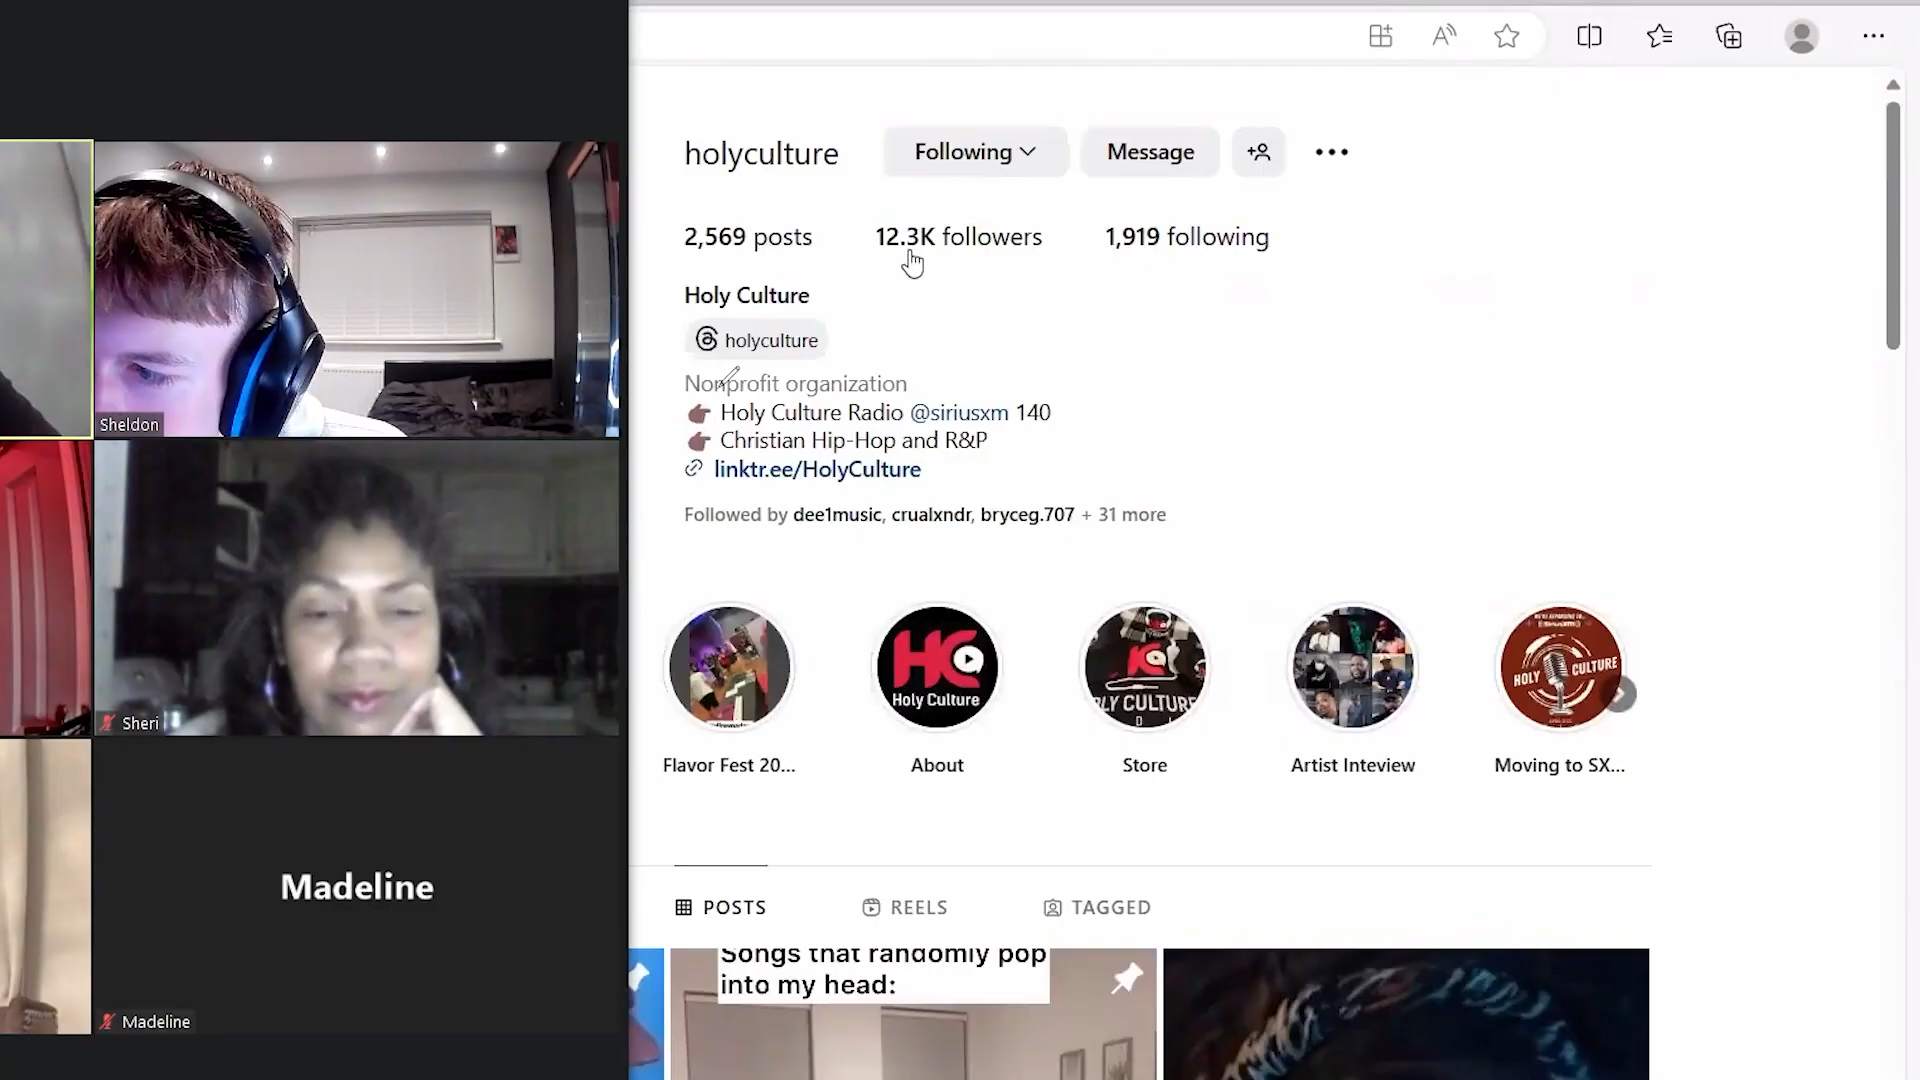 holyculture Following Message
2,569 posts 12.3K followers 1,919 following
Holy Culture
holyculture
Nonprofit organization
Holy Culture Radio @siriusxm 140
Christian Hip-Hop and R&P
linktr.ee/HolyCulture
Followed by dee1music, crualxndr, bryceg.707 + 31 more
HC
Holy Culture
HOLY CULTURE
Flavor Fest 20... About Store Artist Inteview Moving to SX...
POSTS REELS TAGGED
Songs that randomly pop
into my head:
Sheldon
Sheri
Madeline
Madeline